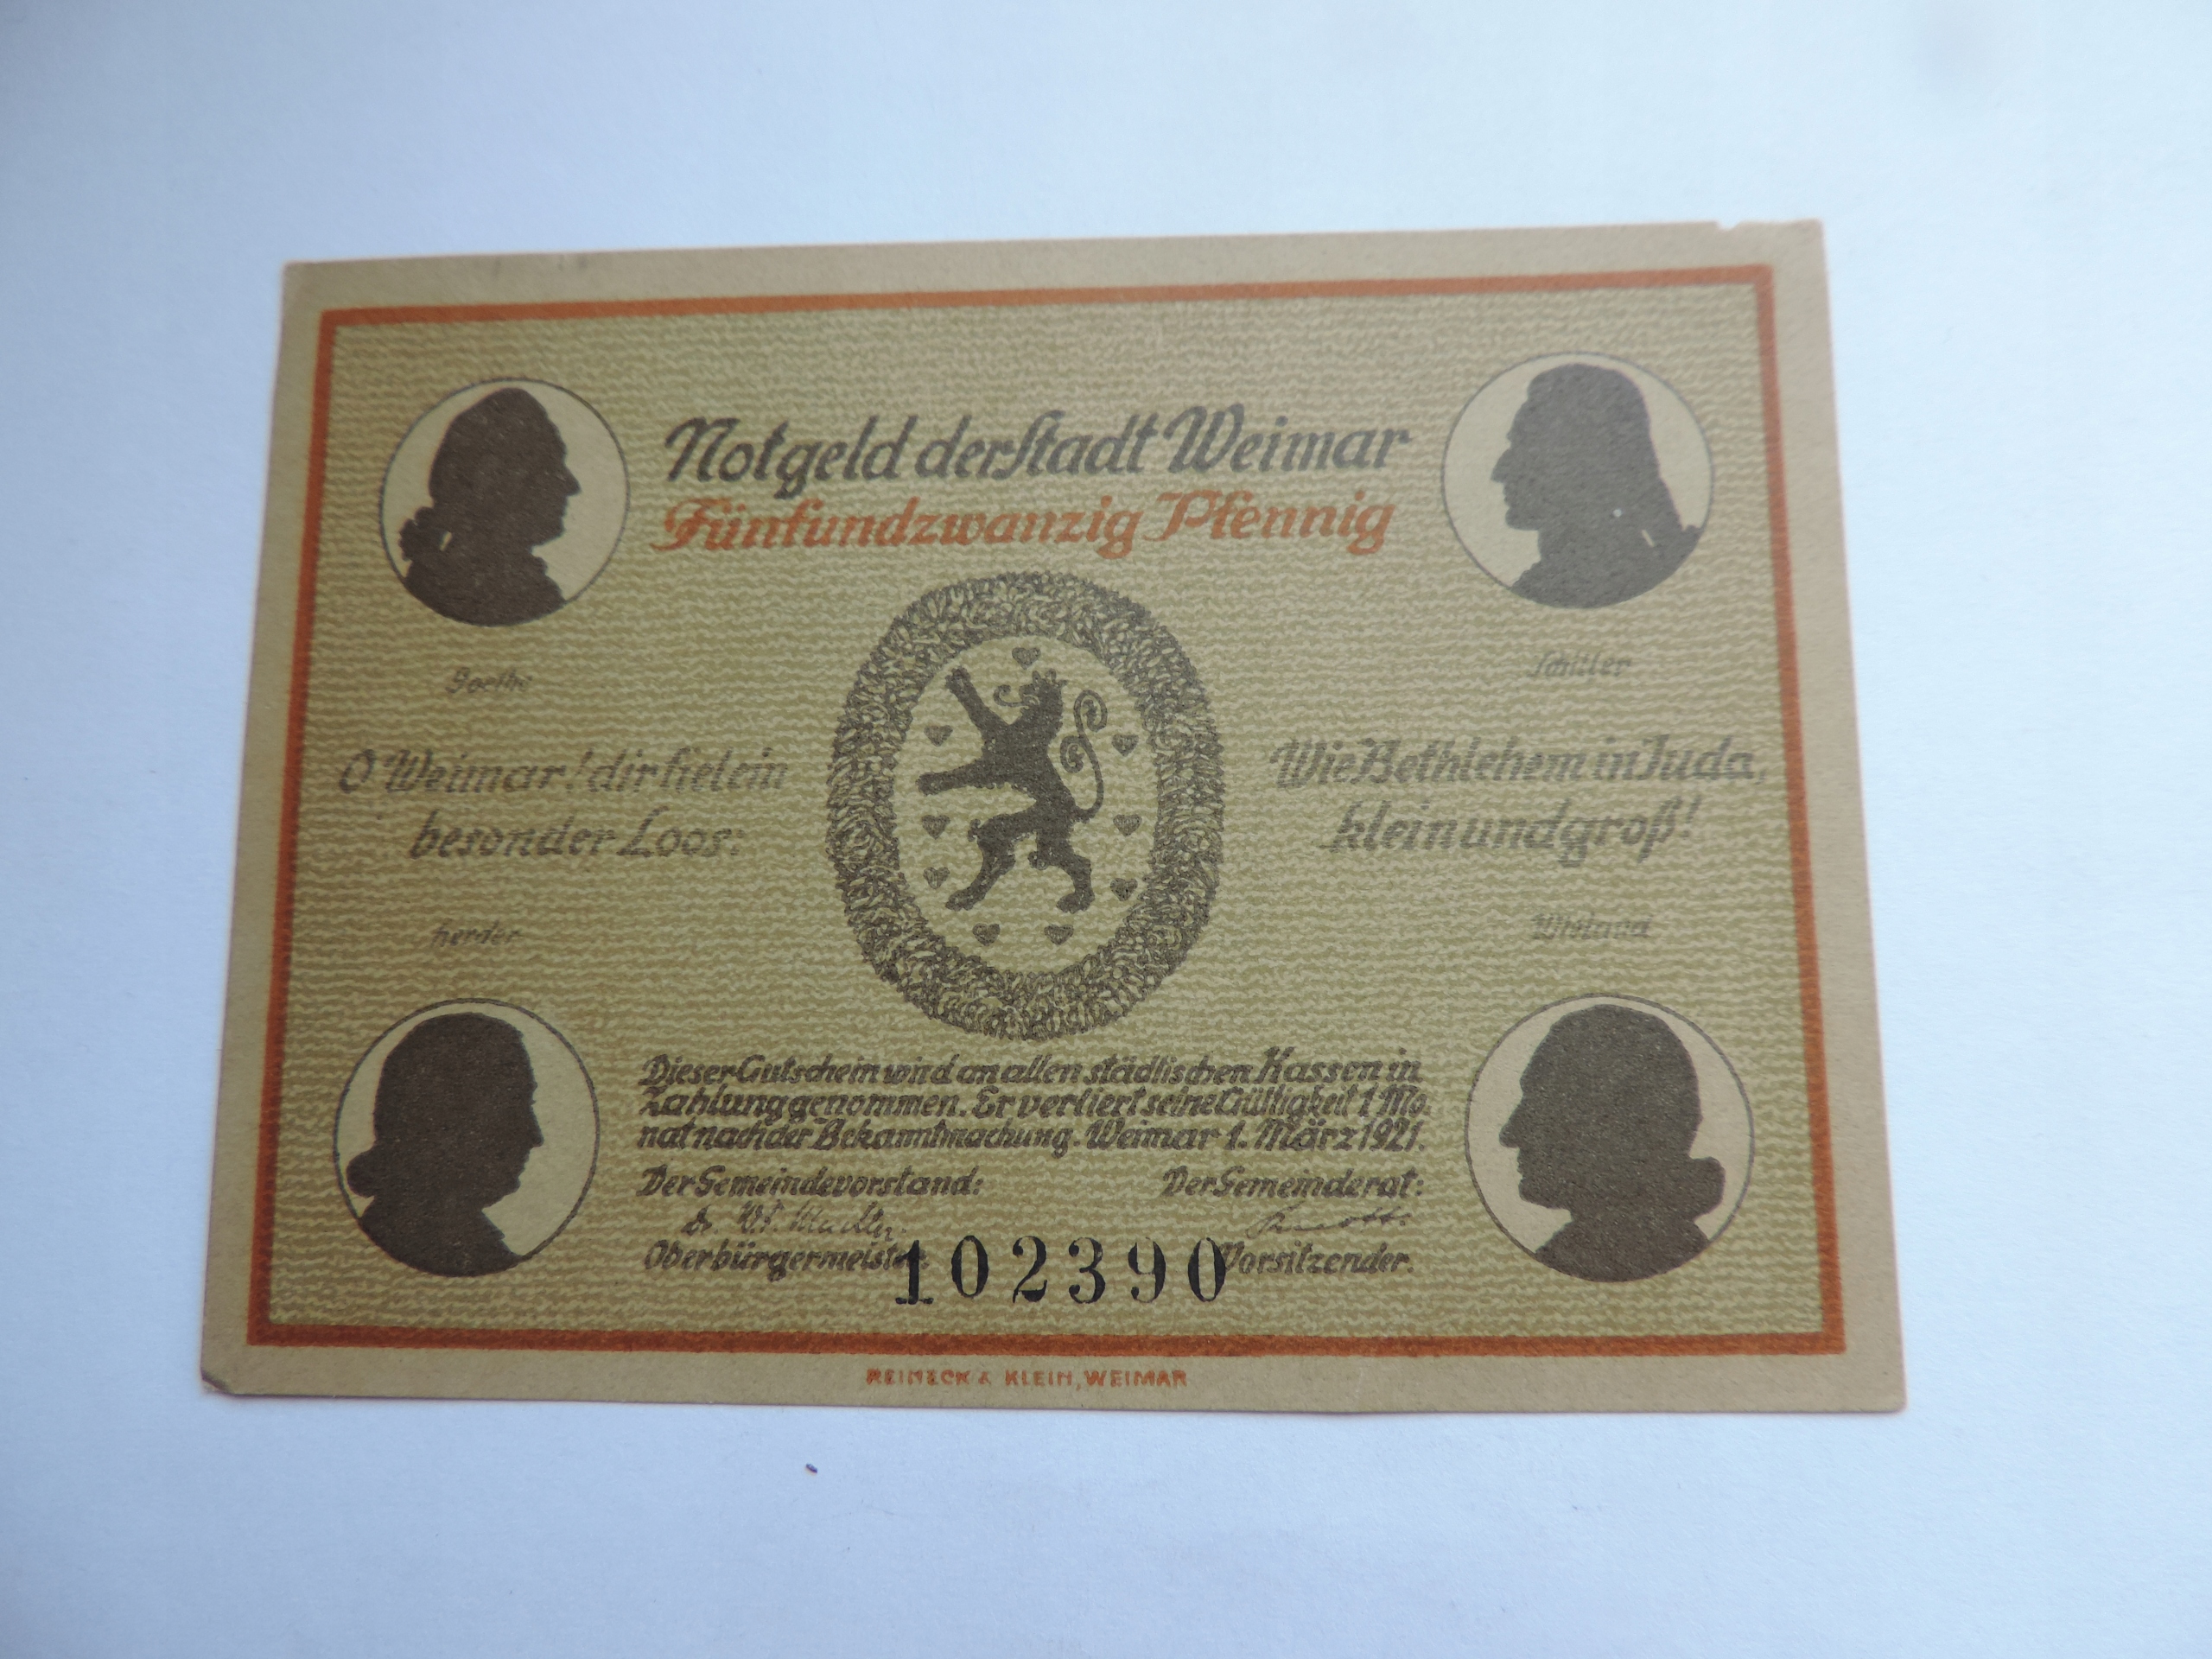 Notgeld der Stadt Weimar
Fünfundzwanzig Pfennig
Goethe
Schiller
O Weimar! dir fiel ein
besonder Loos:
Wie Bethlehem in Juda,
klein und groß!
Herder
Wieland
Dieser Gutschein wird an allen städtischen Kassen in
Zahlung genommen. Er verliert seine Gültigkeit 1 Mo-
nat nach der Bekanntmachung. Weimar 1. März 1921.
Der Gemeindevorstand:
Der Gemeinderat:
Oberbürgermeister.
102390
Vorsitzender.
REINECK & KLEIN, WEIMAR